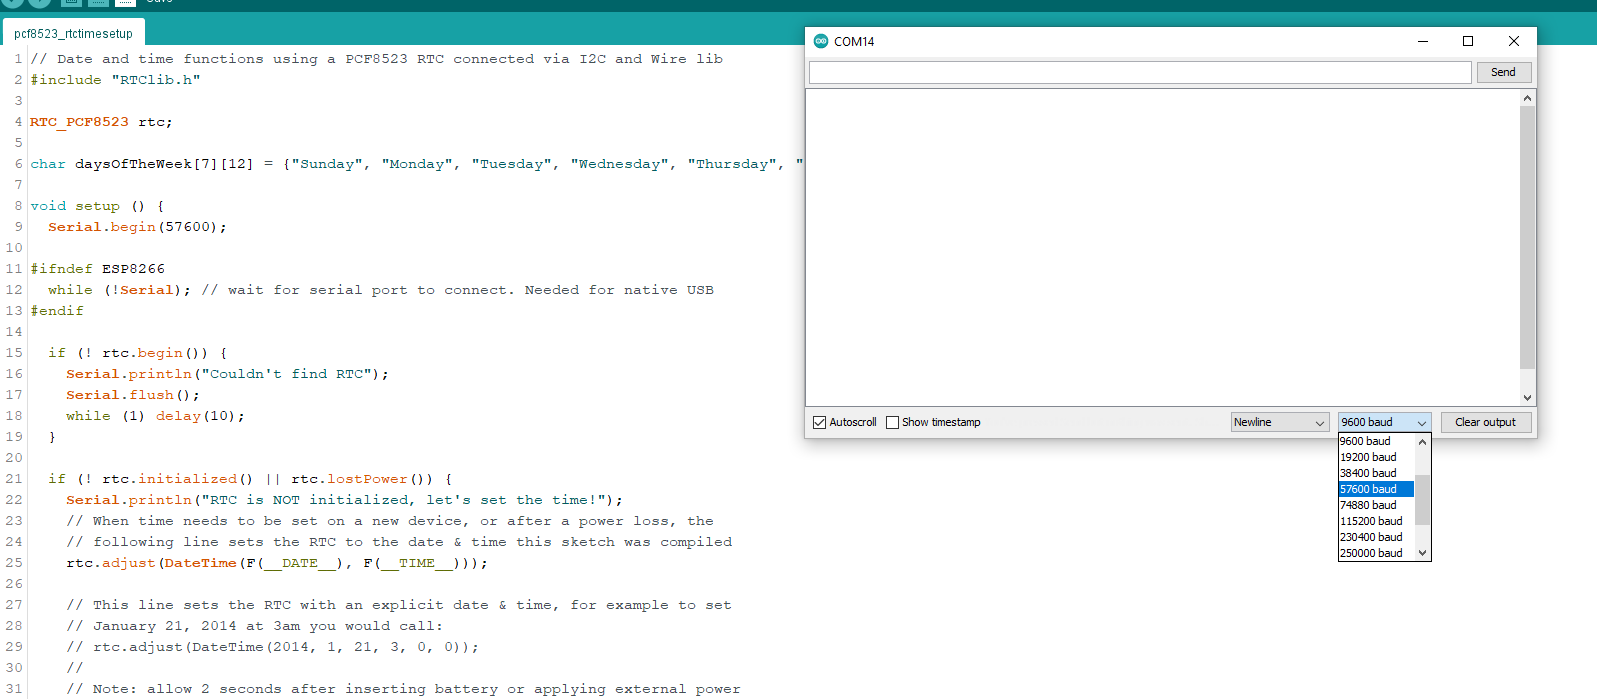 Save
pcf8523_rtctimesetup
1 // Date and time functions using a PCF8523 RTC connected via I2C and Wire lib
2 #include "RTClib.h"
3
4 RTC_PCF8523 rtc;
5
6 char daysOfTheWeek[7][12] = {"Sunday", "Monday", "Tuesday", "Wednesday", "Thursday", "
7
8 void setup () {
9 Serial.begin(57600);
10
11 #ifndef ESP8266
12 while (!Serial); // wait for serial port to connect. Needed for native USB
13 #endif
14
15 if (! rtc.begin()) {
16 Serial.println("Couldn't find RTC");
17 Serial.flush();
18 while (1) delay(10);
19 }
20
21 if (! rtc.initialized() || rtc.lostPower()) {
22 Serial.println("RTC is NOT initialized, let's set the time!");
23 // When time needs to be set on a new device, or after a power loss, the
24 // following line sets the RTC to the date & time this sketch was compiled
25 rtc.adjust(DateTime(F(__DATE__), F(__TIME__)));
26
27 // This line sets the RTC with an explicit date & time, for example to set
28 // January 21, 2014 at 3am you would call:
29 // rtc.adjust(DateTime(2014, 1, 21, 3, 0, 0));
30 //
31 // Note: allow 2 seconds after inserting battery or applying external power
COM14
Send
Autoscroll Show timestamp Newline 9600 baud Clear output
9600 baud
19200 baud
38400 baud
57600 baud
74880 baud
115200 baud
230400 baud
250000 baud